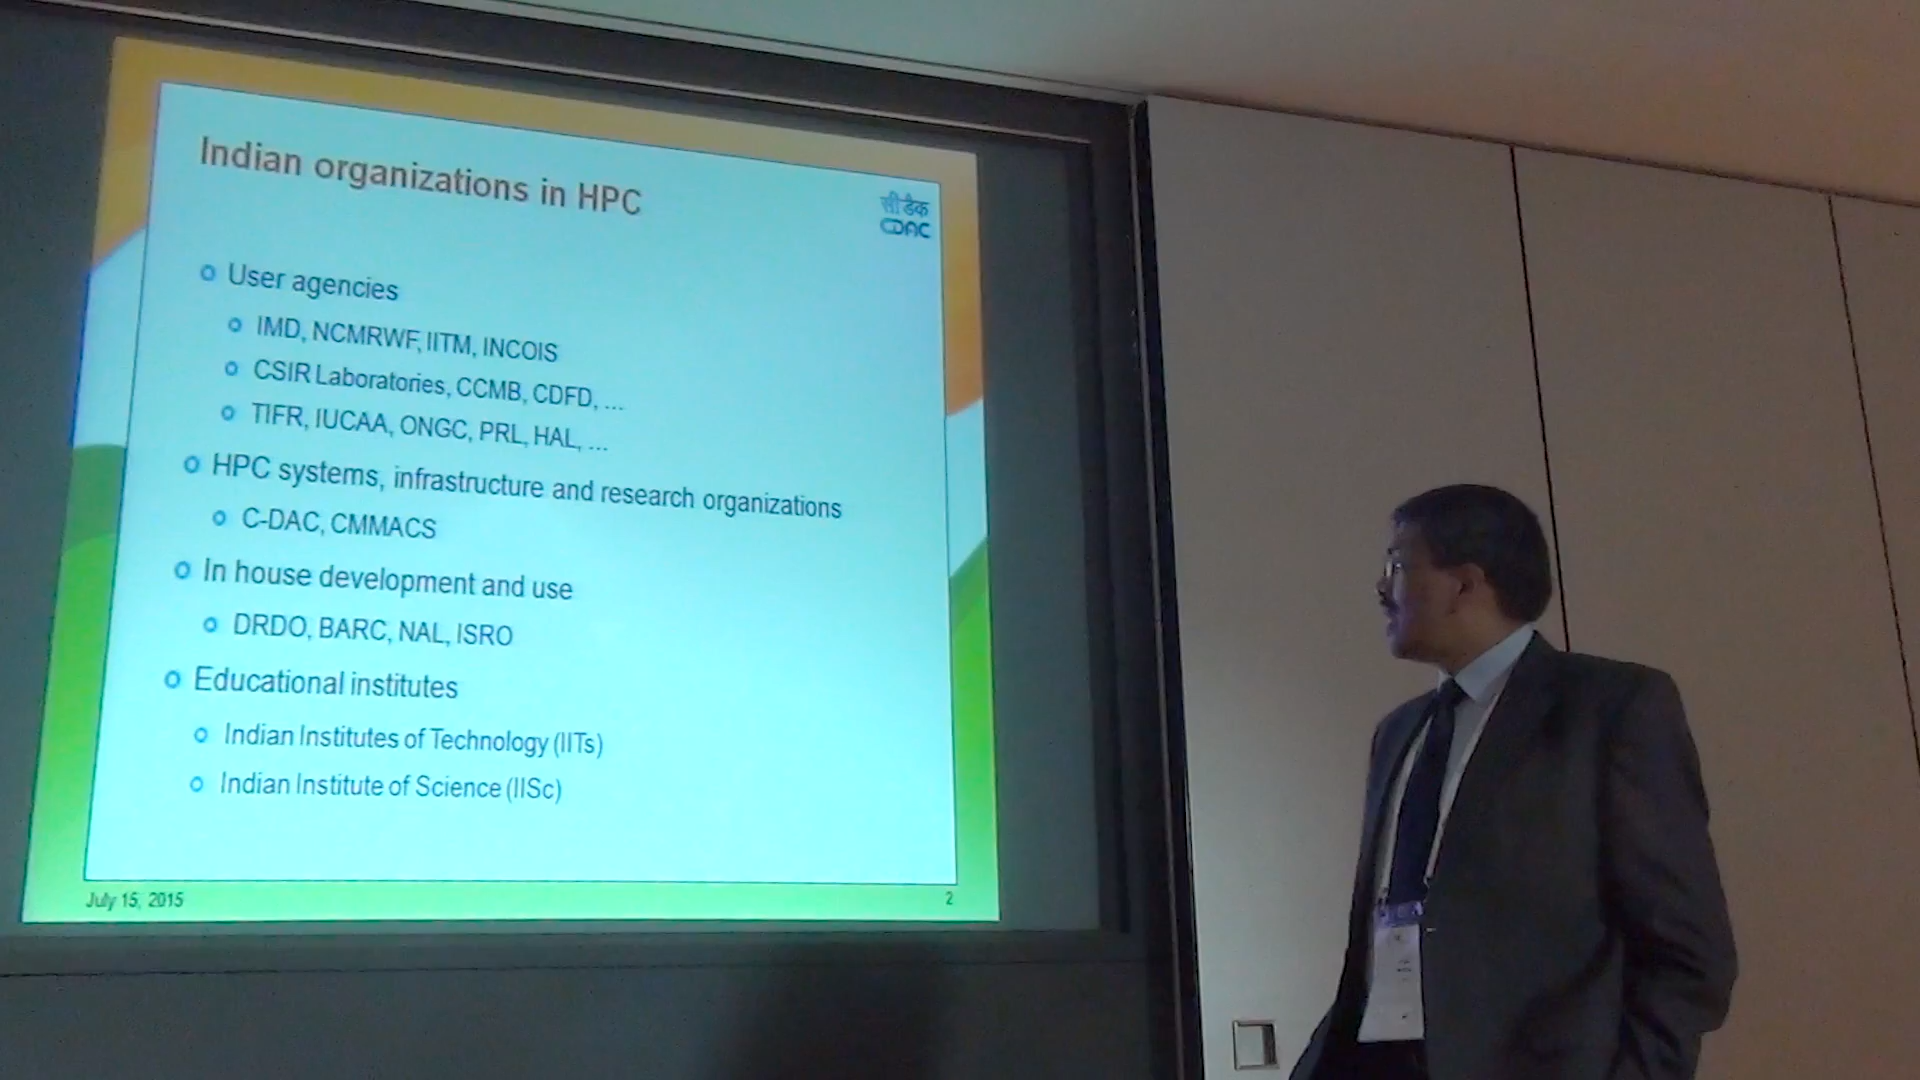 Indian organizations in HPC
सी डैक
CDAC
User agencies
IMD, NCMRWF, IITM, INCOIS
CSIR Laboratories, CCMB, CDFD, ...
TIFR, IUCAA, ONGC, PRL, HAL, ...
HPC systems, infrastructure and research organizations
C-DAC, CMMACS
In house development and use
DRDO, BARC, NAL, ISRO
Educational institutes
Indian Institutes of Technology (IITs)
Indian Institute of Science (IISc)
July 15, 2015
2